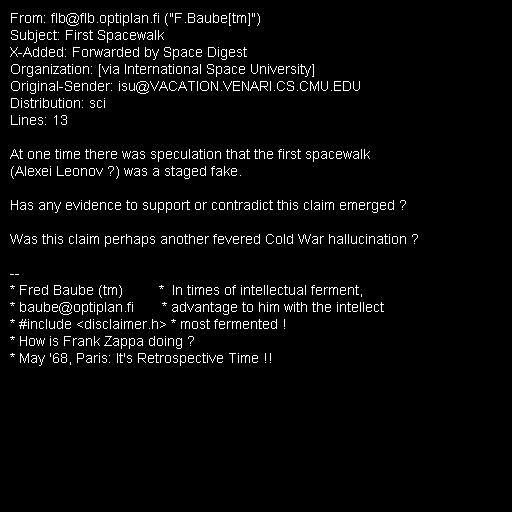 From: flb@flb.optiplan.fi ("F.Baube[tm]")
Subject: First Spacewalk
X-Added: Forwarded by Space Digest
Organization: [via International Space University]
Original-Sender: isu@VACATION.VENARI.CS.CMU.EDU
Distribution: sci
Lines: 13

At one time there was speculation that the first spacewalk
(Alexei Leonov ?) was a staged fake.

Has any evidence to support or contradict this claim emerged ?

Was this claim perhaps another fevered Cold War hallucination ?

--
* Fred Baube (tm)         *  In times of intellectual ferment,
* baube@optiplan.fi       * advantage to him with the intellect
* #include <disclaimer.h> * most fermented !
* How is Frank Zappa doing ?
* May '68, Paris: It's Retrospective Time !!